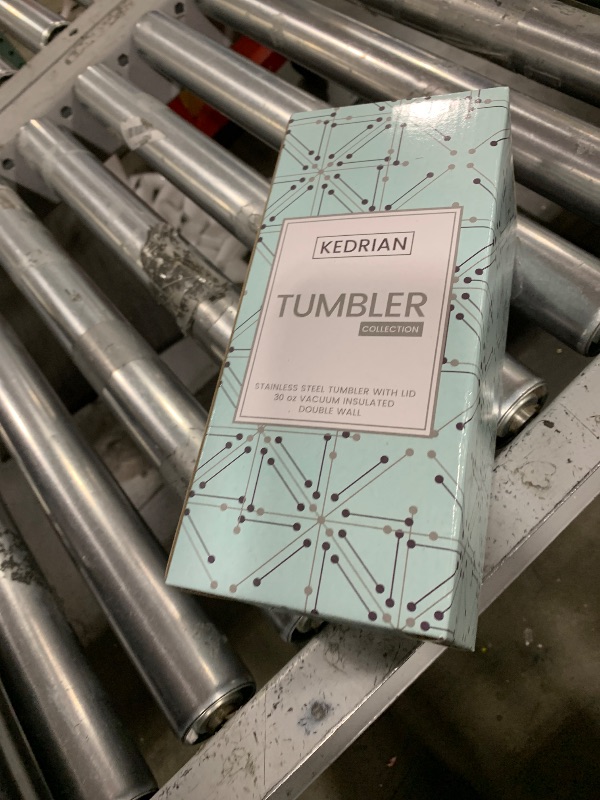 KEDRIAN
TUMBLER
COLLECTION
STAINLESS STEEL TUMBLER WITH LID
30 oz VACUUM INSULATED
DOUBLE WALL